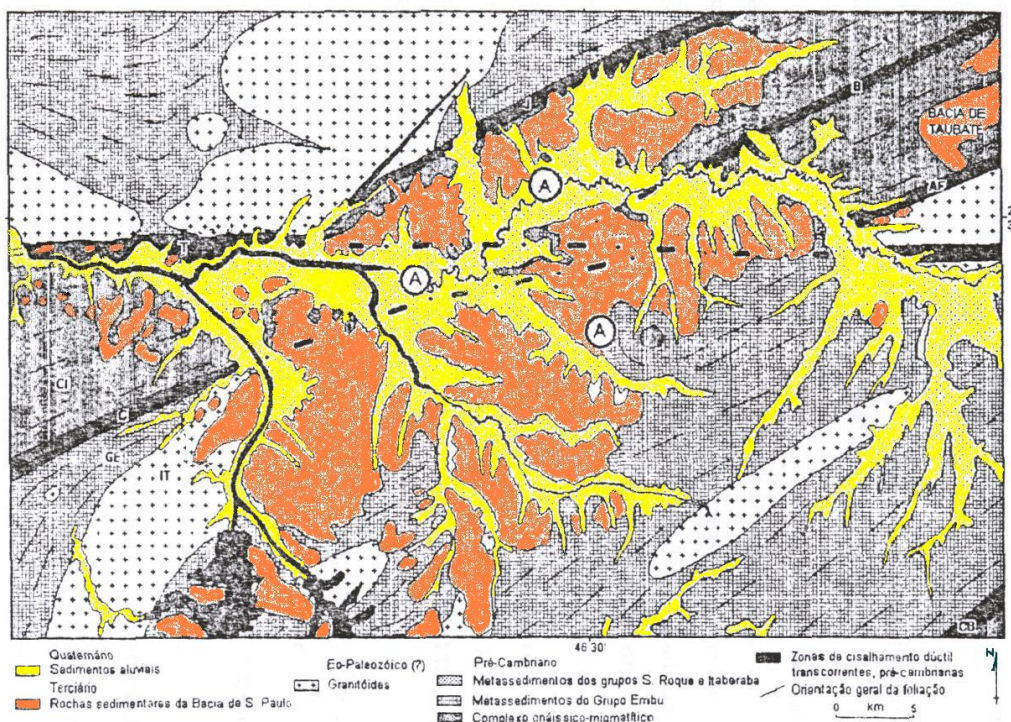 J
B
BACIA DE
TAUBATÉ
AF
A
T
A
A
CI
C
GE
IT
CB
46°30'
N
Quaternário
Sedimentos aluviais
Terciário
Rochas sedimentares da Bacia de S. Paulo
Eo-Paleozóico (?)
Granitóides
Pré-Cambriano
Metassedimentos dos grupos S. Roque e Itaberaba
Metassedimentos do Grupo Embu
Complexo gnáissico-migmatítico
Zonas de cisalhamento dúctil
transcorrentes, pré-cambrianas
Orientação geral da foliação
0 km 5